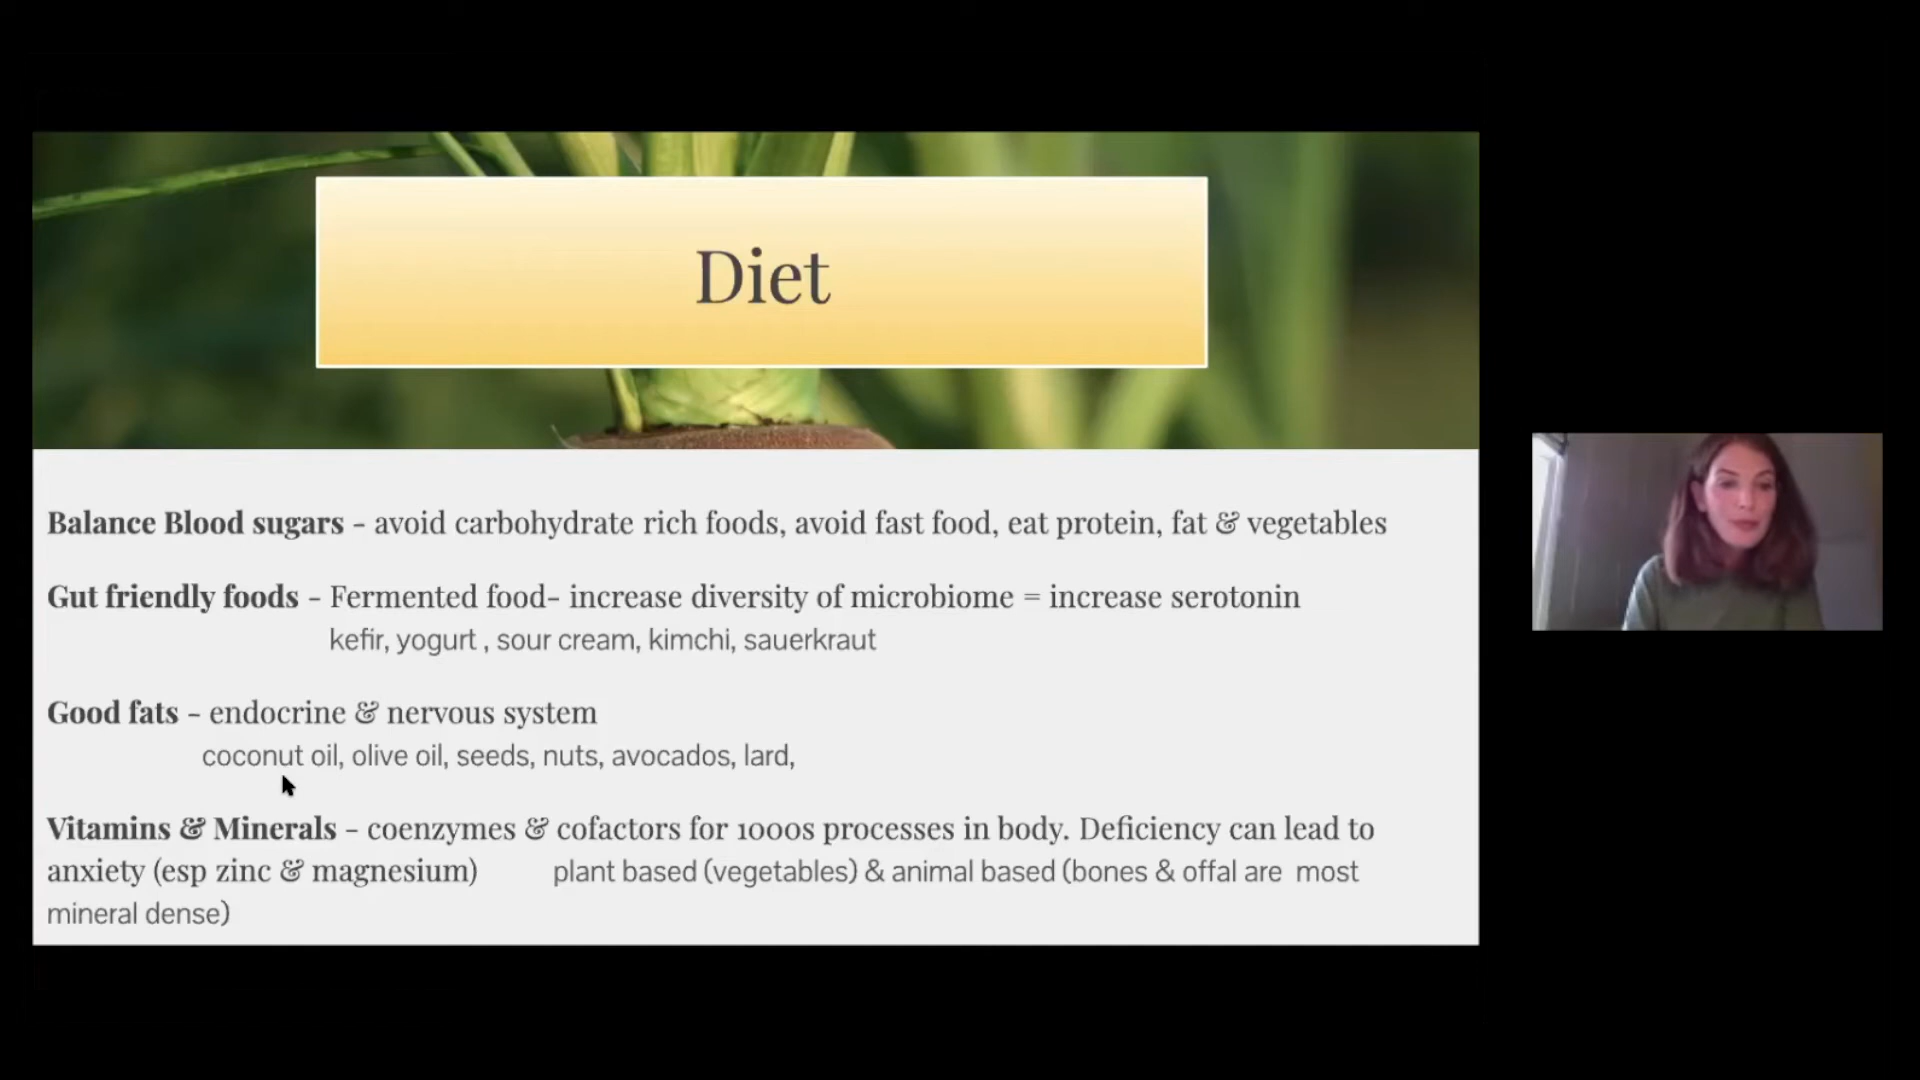 Diet
Balance Blood sugars - avoid carbohydrate rich foods, avoid fast food, eat protein, fat & vegetables
Gut friendly foods - Fermented food- increase diversity of microbiome = increase serotonin
kefir, yogurt , sour cream, kimchi, sauerkraut
Good fats - endocrine & nervous system
coconut oil, olive oil, seeds, nuts, avocados, lard,
Vitamins & Minerals - coenzymes & cofactors for 1000s processes in body. Deficiency can lead to
anxiety (esp zinc & magnesium) plant based (vegetables) & animal based (bones & offal are most
mineral dense)